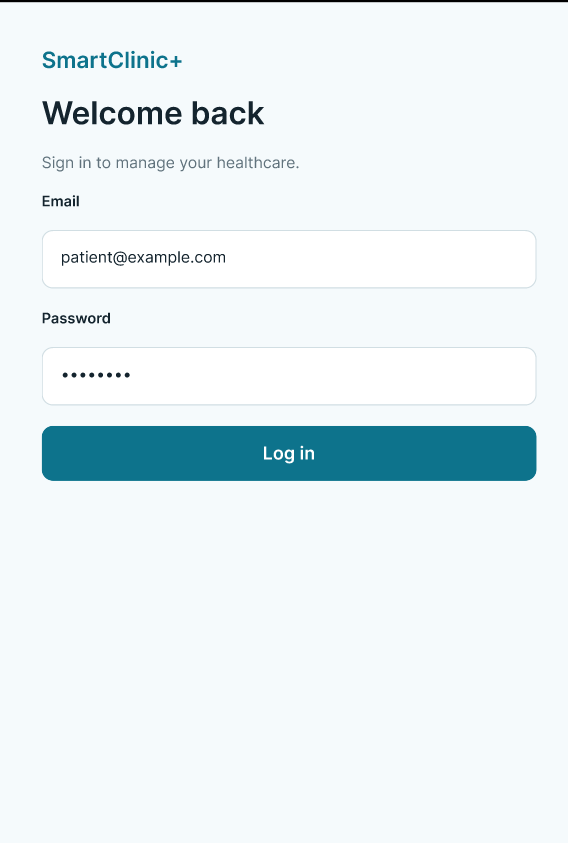 SmartClinic+
Welcome back
Sign in to manage your healthcare.
Email
patient@example.com
Password
••••••••
Log in